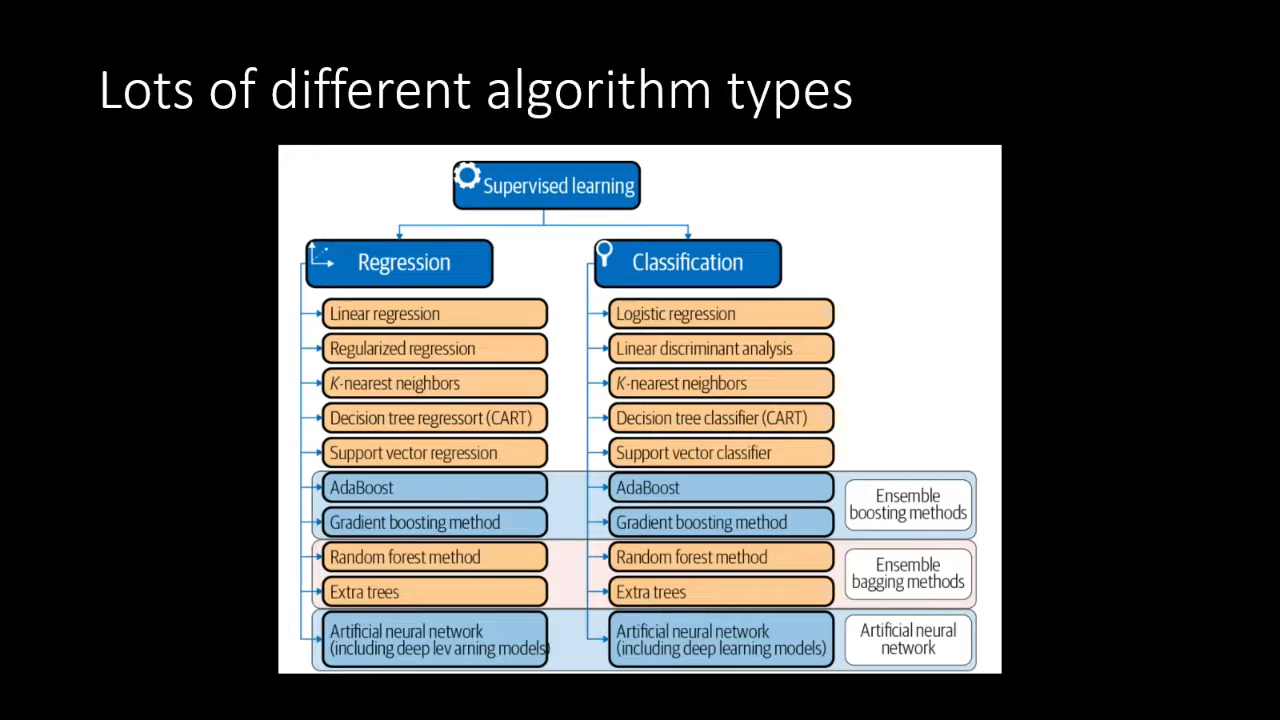 Lots of different algorithm types
Supervised learning
Regression
Linear regression
Regularized regression
K-nearest neighbors
Decision tree regressort (CART)
Support vector regression
AdaBoost
Gradient boosting method
Random forest method
Extra trees
Artificial neural network
(including deep lev arning models)
Classification
Logistic regression
Linear discriminant analysis
K-nearest neighbors
Decision tree classifier (CART)
Support vector classifier
AdaBoost
Gradient boosting method
Random forest method
Extra trees
Artificial neural network
(including deep learning models)
Ensemble
boosting methods
Ensemble
bagging methods
Artificial neural
network